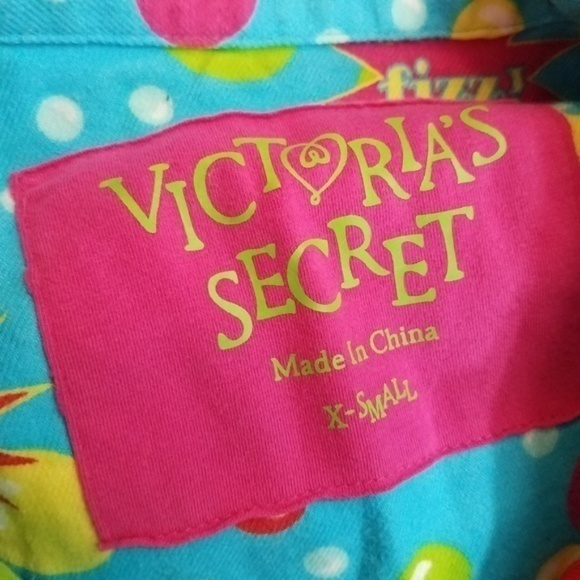 fizz!
VICTORIA'S
SECRET
Made In China
X-SMALL